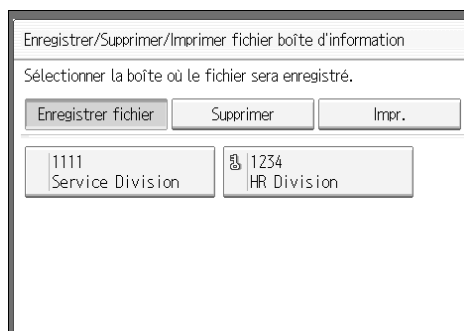 Enregistrer/Supprimer/Imprimer fichier boîte d'information
Sélectionner la boîte où le fichier sera enregistré.
Enregistrer fichier Supprimer Impr.
1111 1234
Service Division HR Division